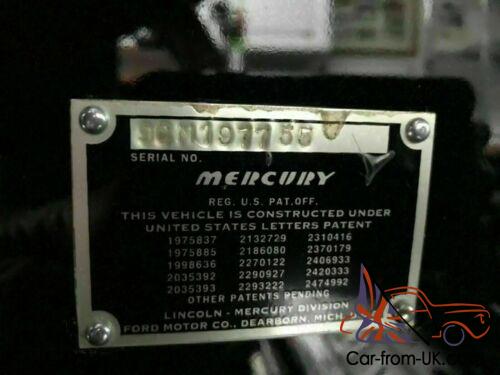 SERIAL NO.
MERCURY
REG. U.S. PAT. OFF.
THIS VEHICLE IS CONSTRUCTED UNDER
UNITED STATES LETTERS PATENT
1975837 2132729 2310416
1975885 2186080 2370179
1998636 2270122 2406933
2035392 2290927 2420333
2035393 2293222 2474992
OTHER PATENTS PENDING
LINCOLN - MERCURY DIVISION
FORD MOTOR CO., DEARBORN, MICH.
Car-from-UK.com